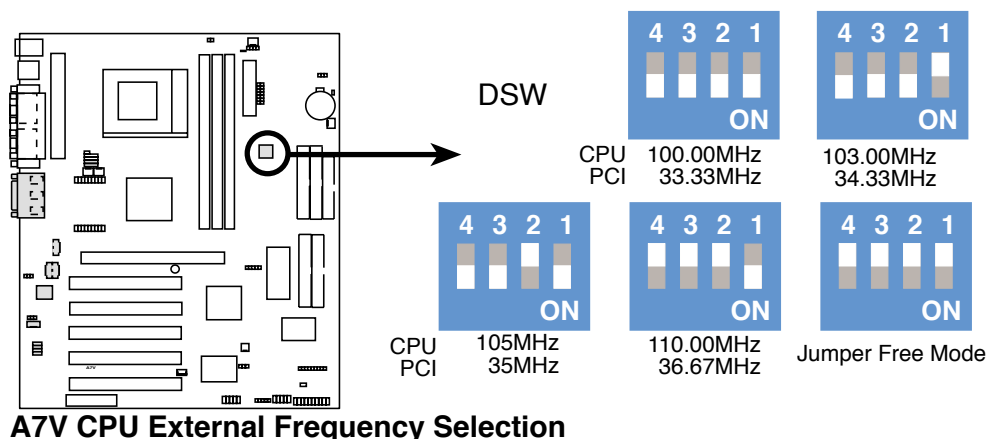 4 3 2 1
ON
4 3 2 1
ON
DSW
CPU 100.00MHz
PCI 33.33MHz
103.00MHz
34.33MHz
4 3 2 1
ON
4 3 2 1
ON
4 3 2 1
ON
CPU 105MHz
PCI 35MHz
110.00MHz
36.67MHz
Jumper Free Mode
A7V
A7V CPU External Frequency Selection